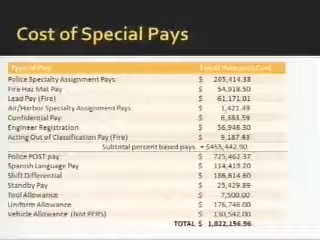 Cost of Special Pays
Type of Pay Fiscal Year Cost
Police Specialty Assignment Pays $ 265,414.38
Fire Haz Mat Pay $ 54,918.50
Lead Pay (Fire) $ 61,171.01
Air/Harbor Specialty Assignment Pays $ 1,421.49
Confidential Pay $ 6,383.59
Engineer Registration $ 56,946.30
Acting Out of Classification Pay (Fire) $ 9,187.63
Subtotal percent based pays = $455,442.90
Police POST pay $ 725,462.37
Spanish Language Pay $ 114,419.20
Shift Differential $ 186,614.60
Standby Pay $ 25,429.89
Tool Allowance $ 7,500.00
Uniform Allowance $ 176,746.00
Vehicle Allowance (Not PERS) $ 130,542.00
TOTAL $ 1,822,156.96